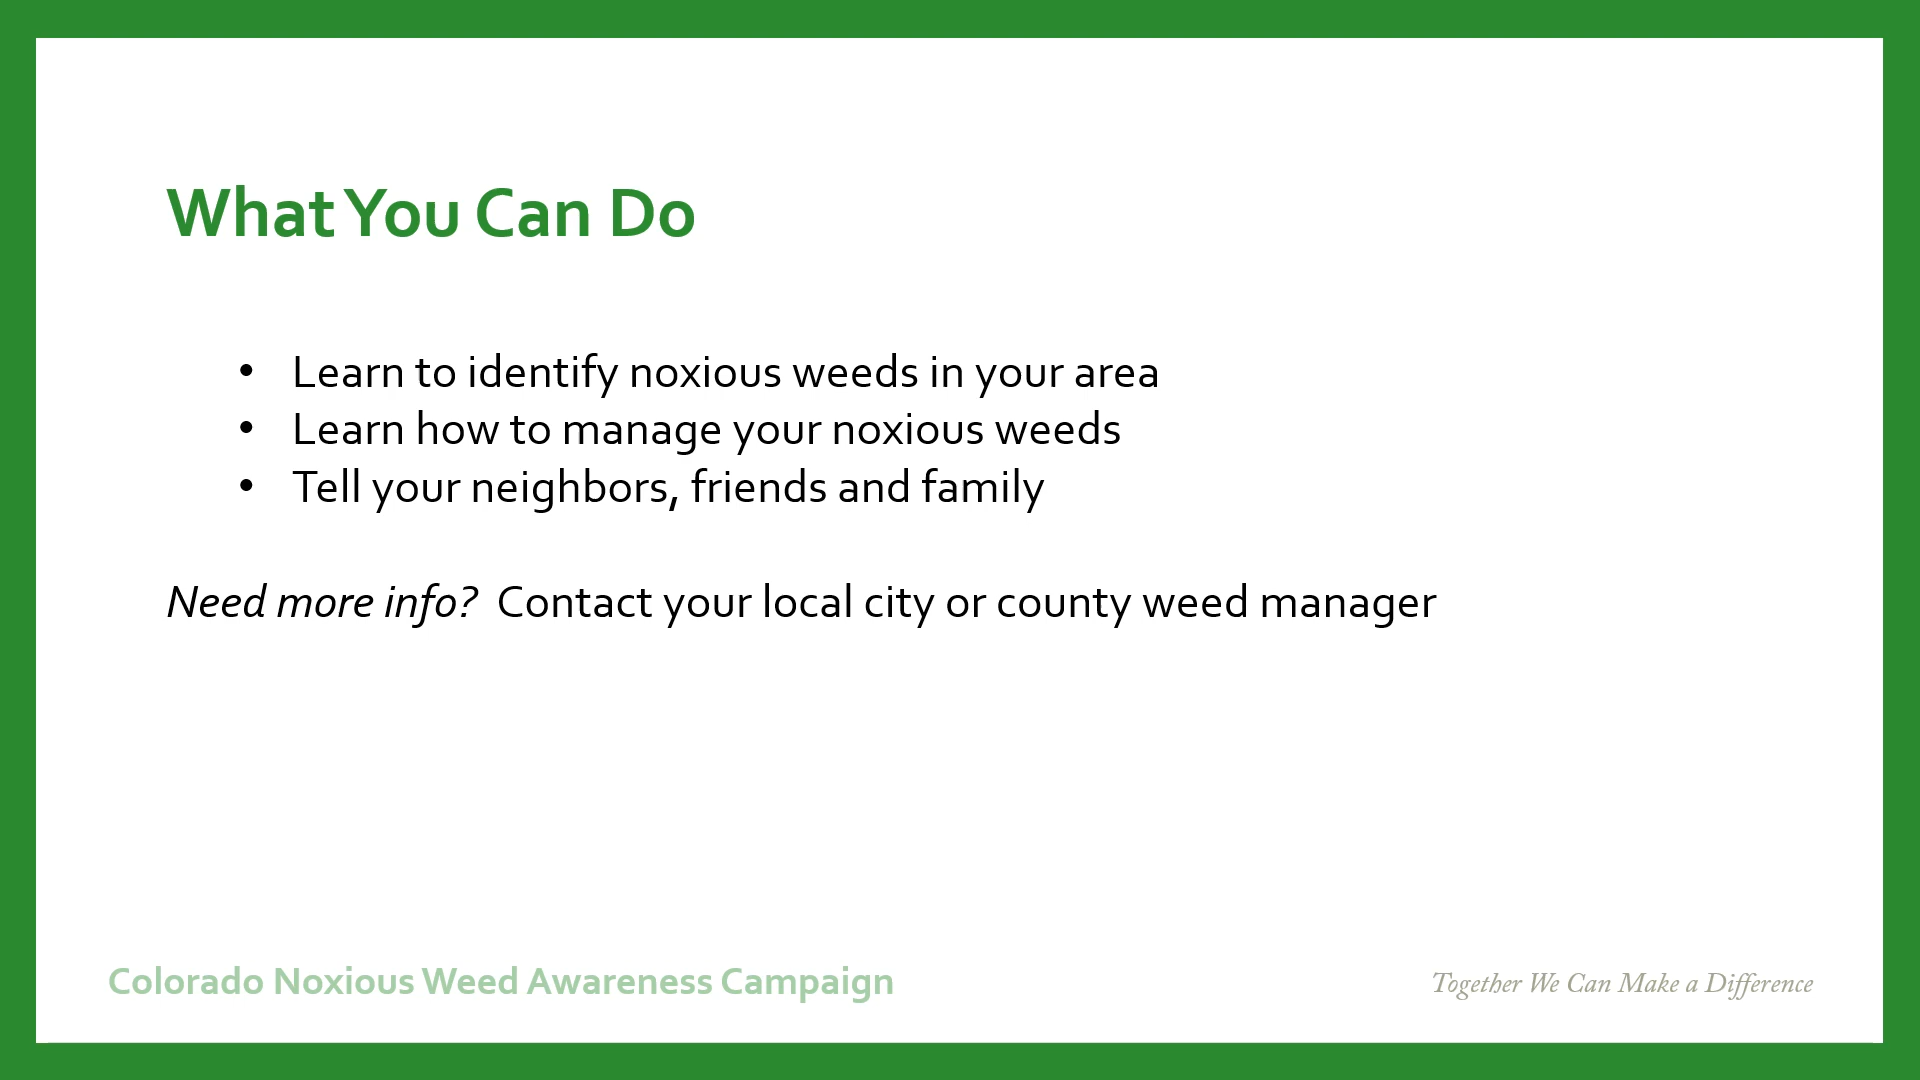 What You Can Do
• Learn to identify noxious weeds in your area
• Learn how to manage your noxious weeds
• Tell your neighbors, friends and family
Need more info? Contact your local city or county weed manager
Colorado Noxious Weed Awareness Campaign
Together We Can Make a Difference